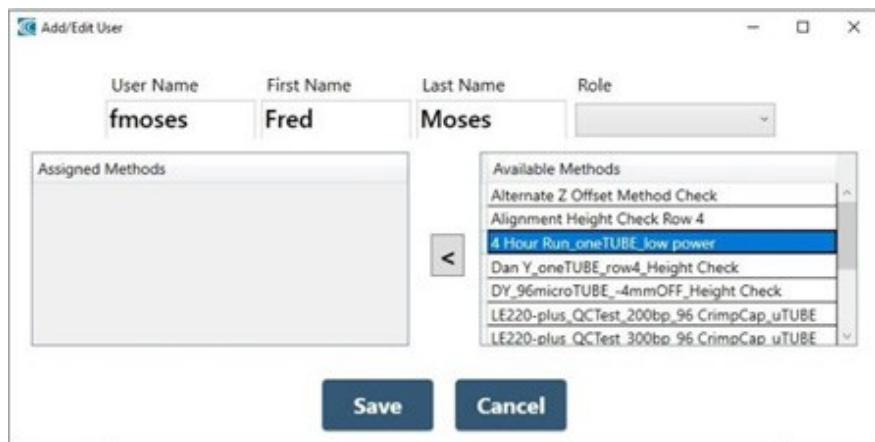 Add/Edit User
User Name First Name Last Name Role
fmoses Fred Moses
Assigned Methods
<
Available Methods
Alternate Z Offset Method Check
Alignment Height Check Row 4
4 Hour Run_oneTUBE_low power
Dan Y_oneTUBE_row4_Height Check
DY_96microTUBE_-4mmOFF_Height Check
LE220-plus_QCTest_200bp_96 CrimpCap_uTUBE
LE220-plus_QCTest_300bp_96 CrimpCap_uTUBE
Save Cancel